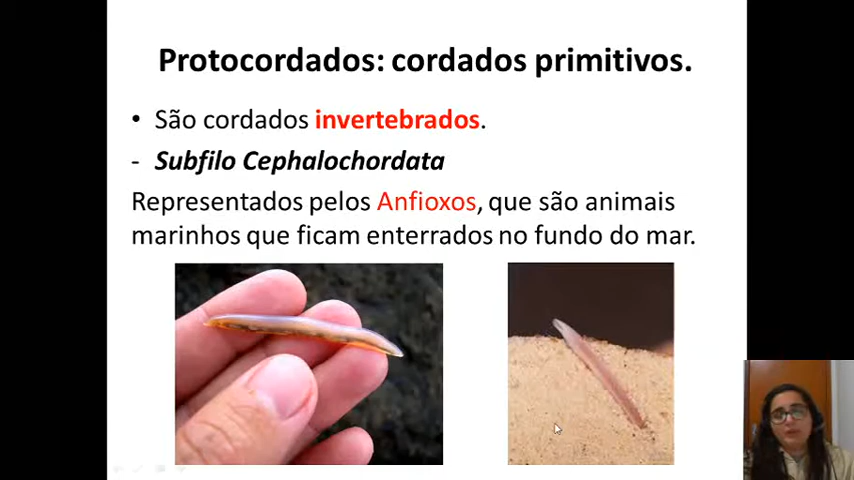 Protocordados: cordados primitivos.
• São cordados invertebrados.
- Subfilo Cephalochordata
Representados pelos Anfioxos, que são animais
marinhos que ficam enterrados no fundo do mar.